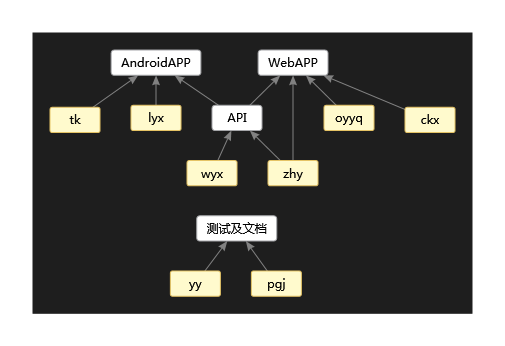 AndroidAPP
WebAPP
tk
lyx
API
oyyq
ckx
wyx
zhy
测试及文档
yy
pgj